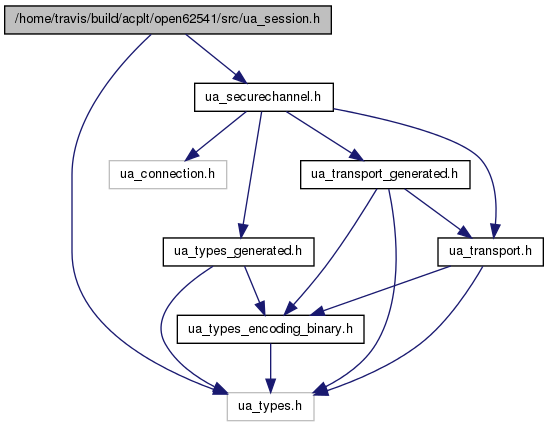 /home/travis/build/acplt/open62541/src/ua_session.h
ua_securechannel.h
ua_connection.h
ua_transport_generated.h
ua_types_generated.h
ua_transport.h
ua_types_encoding_binary.h
ua_types.h